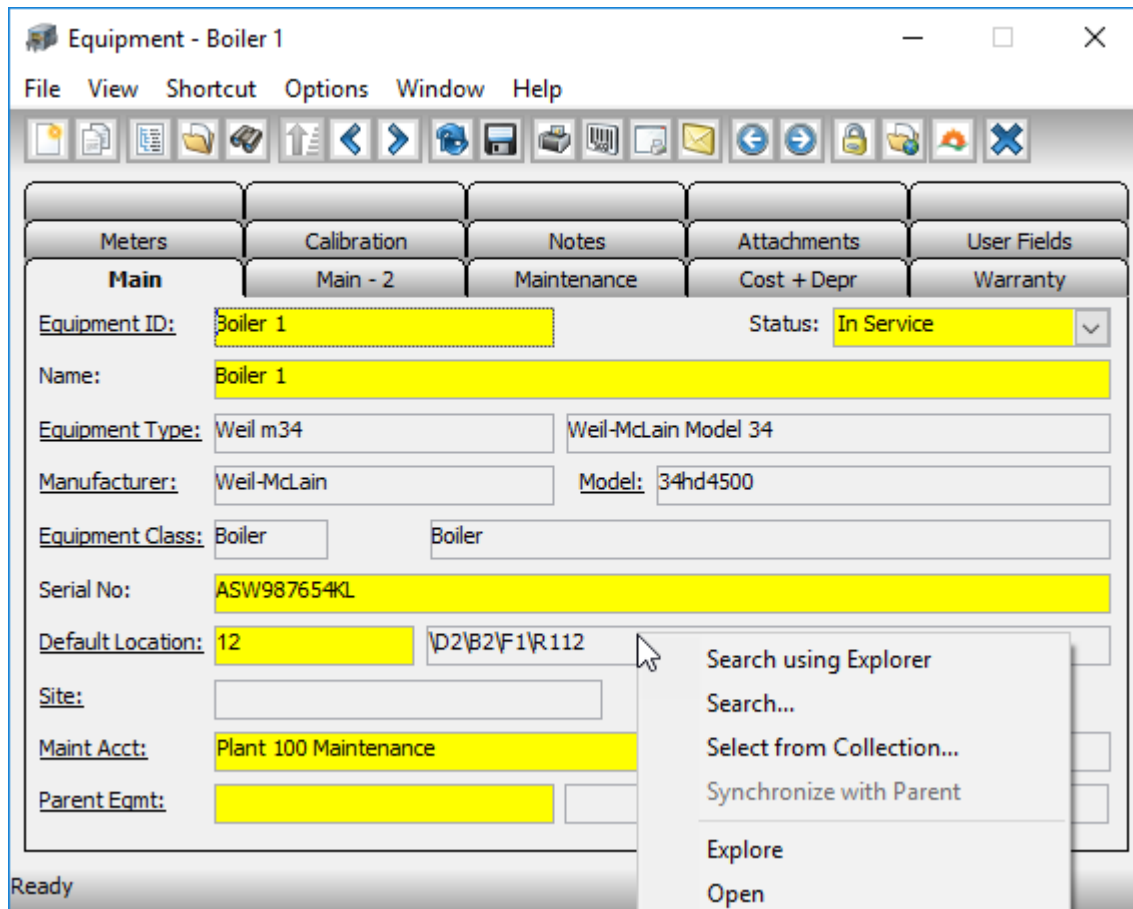 Equipment - Boiler 1
File View Shortcut Options Window Help
Meters Calibration Notes Attachments User Fields
Main Main - 2 Maintenance Cost + Depr Warranty
Equipment ID: Boiler 1 Status: In Service
Name: Boiler 1
Equipment Type: Weil m34 Weil-McLain Model 34
Manufacturer: Weil-McLain Model: 34hd4500
Equipment Class: Boiler Boiler
Serial No: ASW987654KL
Default Location: 12 \D2\B2\F1\R112
Search using Explorer
Site:
Search...
Maint Acct: Plant 100 Maintenance
Select from Collection...
Parent Eqmt:
Synchronize with Parent
Explore
Open
Ready